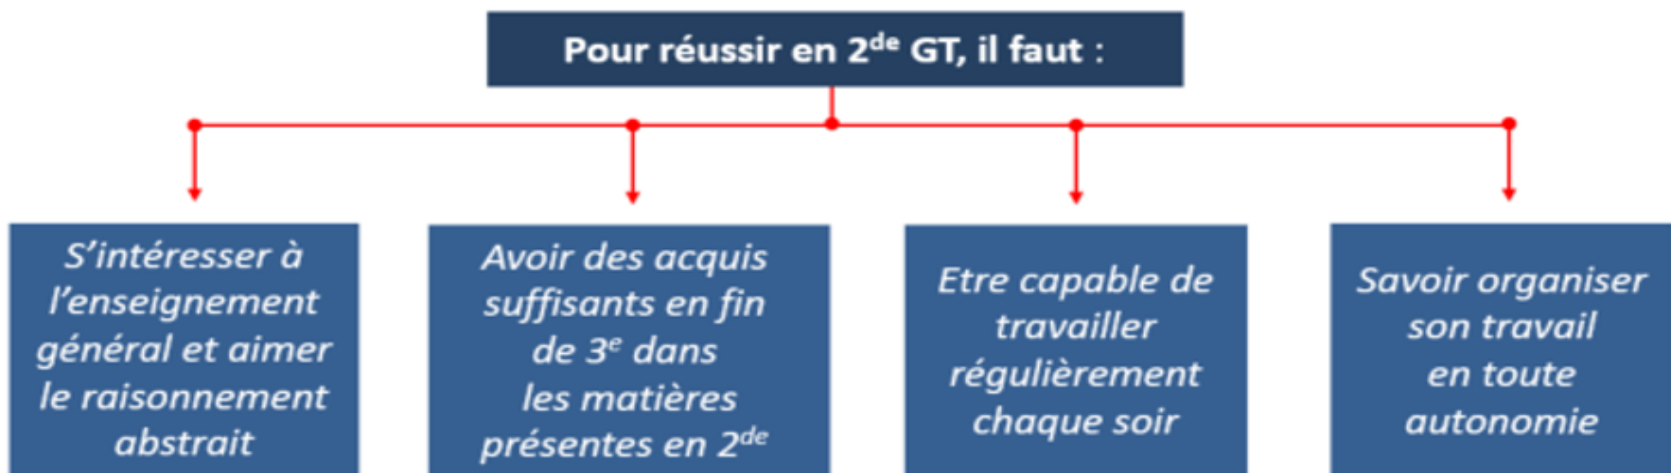 Pour réussir en 2de GT, il faut :
S'intéresser à
l'enseignement
général et aimer
le raisonnement
abstrait
Avoir des acquis
suffisants en fin
de 3e dans
les matières
présentes en 2de
Etre capable de
travailler
régulièrement
chaque soir
Savoir organiser
son travail
en toute
autonomie